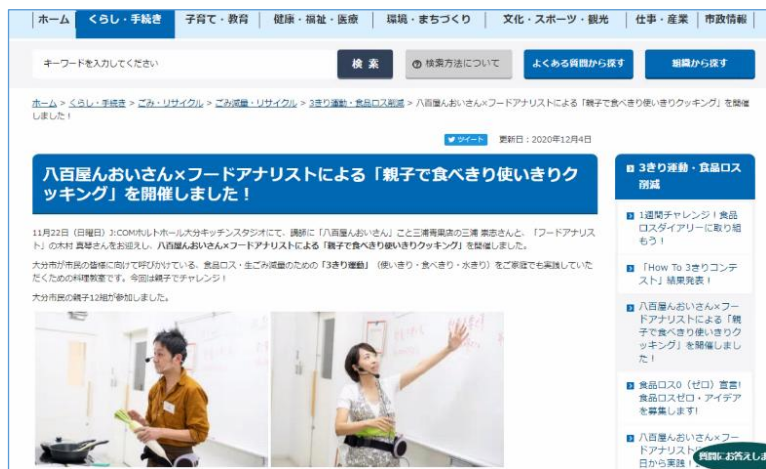 ホーム くらし・手続き 子育て・教育 健康・福祉・医療 環境・まちづくり 文化・スポーツ・観光 仕事・産業 市政情報
キーワードを入力してください 検索 検索方法について よくある質問から探す 組織から探す
ホーム > くらし・手続き > ごみ・リサイクル > ごみ減量・リサイクル > 3きり運動・食品ロス削減 > 八百屋んおいさん×フードアナリストによる「親子で食べきり使いきりクッキング」を開催
しました！
ツイート 更新日：2020年12月4日
八百屋んおいさん×フードアナリストによる「親子で食べきり使いきりク
ッキング」を開催しました！
11月22日（日曜日）J:COMホルトホール大分キッチンスタジオにて、講師に「八百屋んおいさん」こと三浦青果店の三浦 崇志さんと、「フードアナリス
ト」の木村 真琴さんをお迎えし、八百屋んおいさん×フードアナリストによる「親子で食べきり使いきりクッキング」を開催しました。
大分市が市民の皆様に向けて呼びかけている、食品ロス・生ごみ減量のための「3きり運動」（使いきり・食べきり・水きり）をご家庭でも実践していた
だくための料理教室です。今回は親子でチャレンジ！
大分市民の親子12組が参加しました。
3きり運動・食品ロス
削減
1週間チャレンジ！食品
ロスダイアリーに取り組
もう！
「How To 3きりコンテ
スト」結果発表！
八百屋んおいさん×フー
ドアナリストによる「親
子で食べきり使いきりク
ッキング」を開催しまし
た！
食品ロス0（ゼロ）宣言!
食品ロスゼロ・アイデア
を募集します!
八百屋んおいさん×フー
ドアナリスト
日から実践！
質問にお答えしま